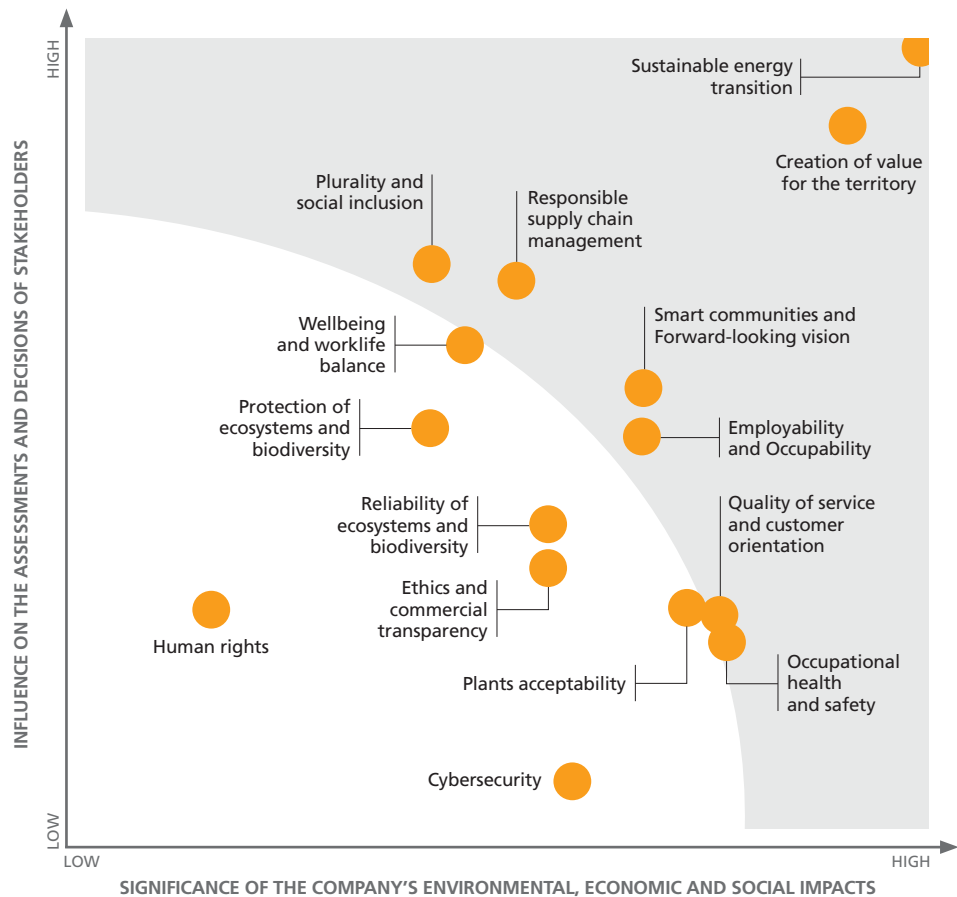 HIGH
Sustainable energy
transition
Creation of value
for the territory
Plurality and
social inclusion
Responsible
supply chain
management
Smart communities and
Forward-looking vision
Wellbeing
and worklife
balance
Protection of
ecosystems and
biodiversity
Employability
and Occupability
Reliability of
ecosystems and
biodiversity
Quality of service
and customer
orientation
Ethics and
commercial
transparency
Human rights
Plants acceptability
Occupational
health
and safety
Cybersecurity
INFLUENCE ON THE ASSESSMENTS AND DECISIONS OF STAKEHOLDERS
LOW
LOW
HIGH
SIGNIFICANCE OF THE COMPANY’S ENVIRONMENTAL, ECONOMIC AND SOCIAL IMPACTS